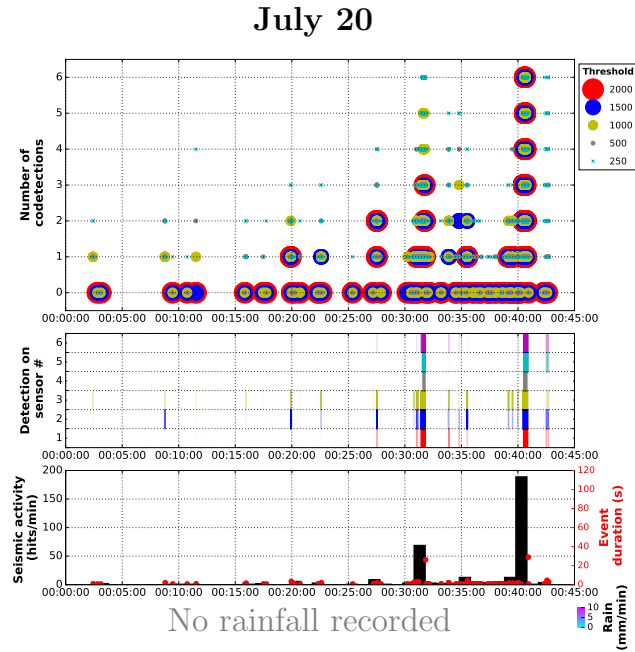 July 20
6
5
4
3
2
1
0
Number of
codetections
00:00:00 00:05:00 00:10:00 00:15:00 00:20:00 00:25:00 00:30:00 00:35:00 00:40:00 00:45:00
Threshold
2000
1500
1000
500
250
6
5
4
3
2
1
Detection on
sensor #
00:00:00 00:05:00 00:10:00 00:15:00 00:20:00 00:25:00 00:30:00 00:35:00 00:40:00 00:45:00
200
150
100
50
0
Seismic activity
(hits/min)
120
100
80
60
40
20
0
Event
duration (s)
00:00:00 00:05:00 00:10:00 00:15:00 00:20:00 00:25:00 00:30:00 00:35:00 00:40:00 00:45:00
No rainfall recorded
10
5
0
Rain
(mm/min)